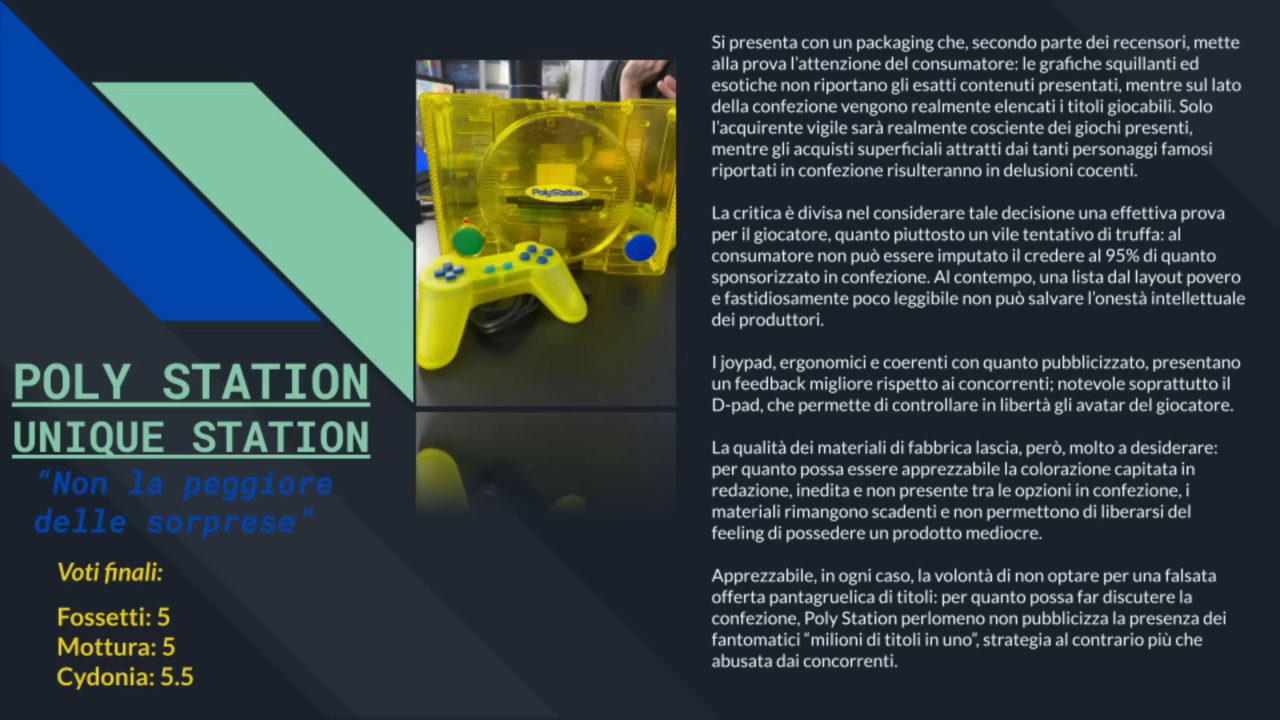 POLY STATION
UNIQUE STATION
“Non la peggiore
delle sorprese”
Voti finali:
Fossetti: 5
Mottura: 5
Cydonia: 5.5
PolyStation
Si presenta con un packaging che, secondo parte dei recensori, mette
alla prova l’attenzione del consumatore: le grafiche squillanti ed
esotiche non riportano gli esatti contenuti presentati, mentre sul lato
della confezione vengono realmente elencati i titoli giocabili. Solo
l’acquirente vigile sarà realmente cosciente dei giochi presenti,
mentre gli acquisti superficiali attratti dai tanti personaggi famosi
riportati in confezione risulteranno in delusioni cocenti.
La critica è divisa nel considerare tale decisione una effettiva prova
per il giocatore, quanto piuttosto un vile tentativo di truffa: al
consumatore non può essere imputato il credere al 95% di quanto
sponsorizzato in confezione. Al contempo, una lista dal layout povero
e fastidiosamente poco leggibile non può salvare l’onestà intellettuale
dei produttori.
I joypad, ergonomici e coerenti con quanto pubblicizzato, presentano
un feedback migliore rispetto ai concorrenti; notevole soprattutto il
D-pad, che permette di controllare in libertà gli avatar del giocatore.
La qualità dei materiali di fabbrica lascia, però, molto a desiderare:
per quanto possa essere apprezzabile la colorazione capitata in
redazione, inedita e non presente tra le opzioni in confezione, i
materiali rimangono scadenti e non permettono di liberarsi del
feeling di possedere un prodotto mediocre.
Apprezzabile, in ogni caso, la volontà di non optare per una falsata
offerta pantagruelica di titoli: per quanto possa far discutere la
confezione, Poly Station perlomeno non pubblicizza la presenza dei
fantomatici “milioni di titoli in uno”, strategia al contrario più che
abusata dai concorrenti.